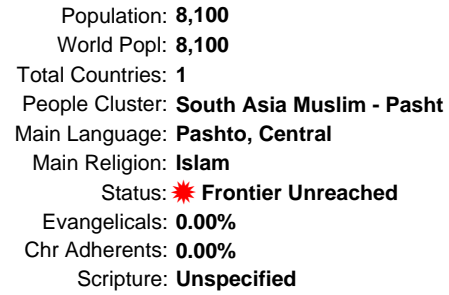 Population: 8,100
World Popl: 8,100
Total Countries: 1
People Cluster: South Asia Muslim - Pasht
Main Language: Pashto, Central
Main Religion: Islam
Status: Frontier Unreached
Evangelicals: 0.00%
Chr Adherents: 0.00%
Scripture: Unspecified